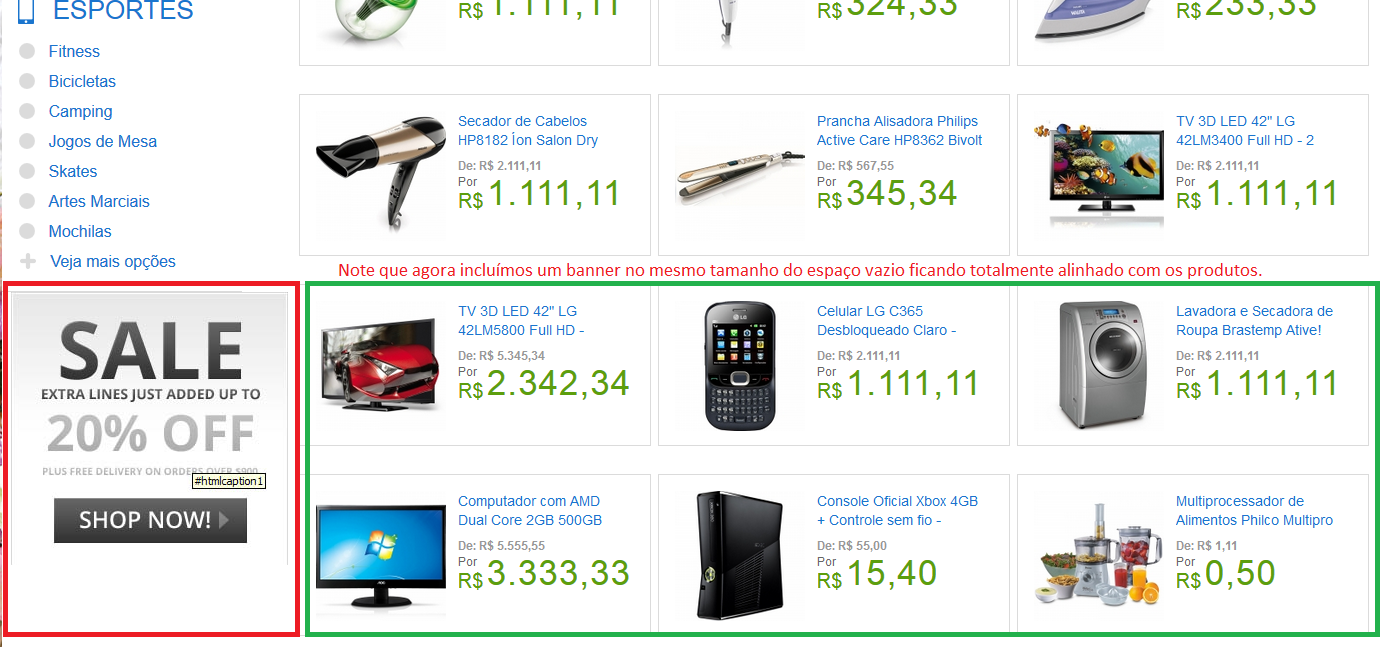 ESPORTES
Fitness
Bicicletas
Camping
Jogos de Mesa
Skates
Artes Marciais
Mochilas
Veja mais opções
R$ 1.111,11
R$ 324,33
R$ 233,33
Secador de Cabelos
HP8182 Íon Salon Dry
De: R$ 2.111,11
Por
R$ 1.111,11
Prancha Alisadora Philips
Active Care HP8362 Bivolt
De: R$ 567,55
Por
R$ 345,34
TV 3D LED 42" LG
42LM3400 Full HD - 2
De: R$ 2.111,11
Por
R$ 1.111,11
Note que agora incluímos um banner no mesmo tamanho do espaço vazio ficando totalmente alinhado com os produtos.
SALE
EXTRA LINES JUST ADDED UP TO
20% OFF
PLUS FREE DELIVERY ON ORDERS OVER $900
#htmlcaption1
SHOP NOW!
TV 3D LED 42" LG
42LM5800 Full HD -
De: R$ 5.345,34
Por
R$ 2.342,34
LG
Celular LG C365
Desbloqueado Claro -
De: R$ 2.111,11
Por
R$ 1.111,11
Lavadora e Secadora de
Roupa Brastemp Ative!
De: R$ 2.111,11
Por
R$ 1.111,11
Computador com AMD
Dual Core 2GB 500GB
De: R$ 5.555,55
Por
R$ 3.333,33
Console Oficial Xbox 4GB
+ Controle sem fio -
De: R$ 55,00
Por
R$ 15,40
Multiprocessador de
Alimentos Philco Multipro
De: R$ 1,11
Por
R$ 0,50